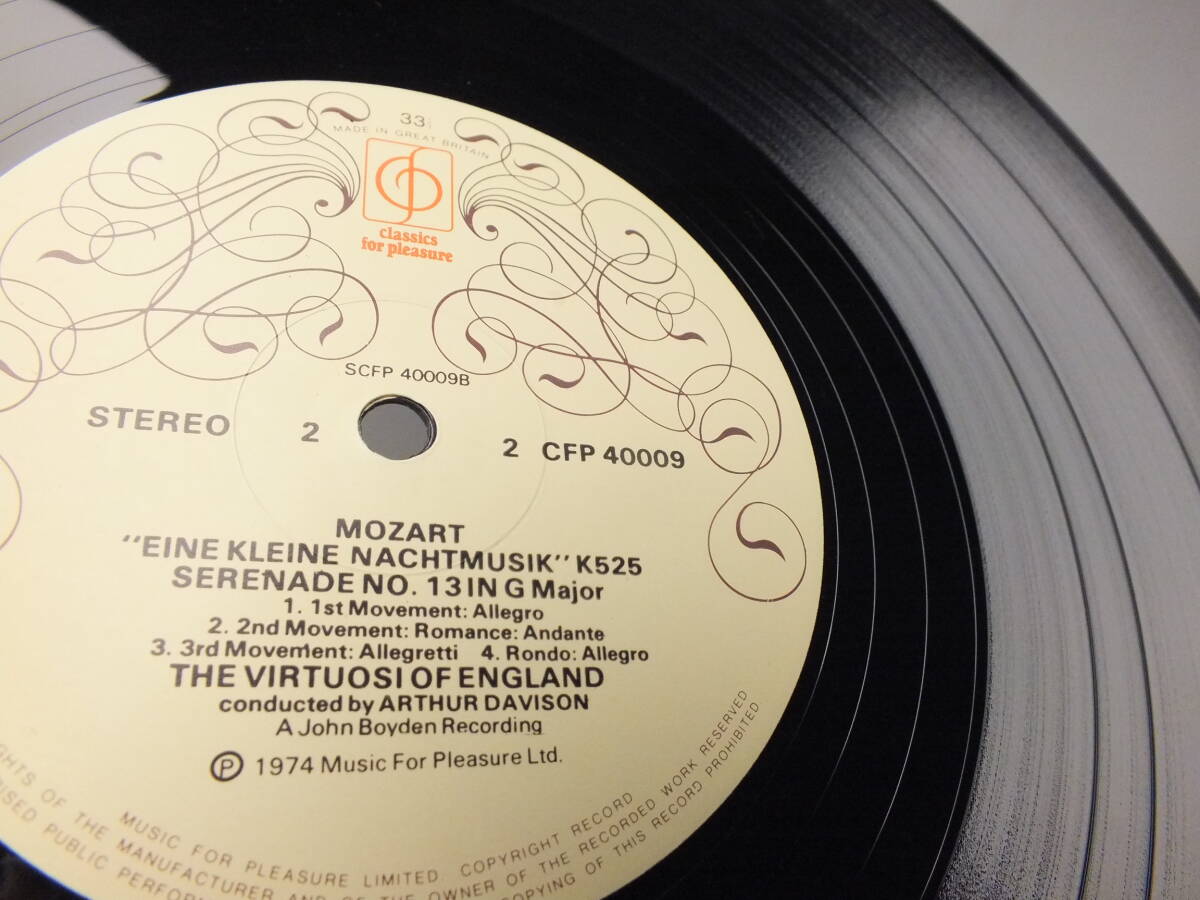 33⅓
MADE IN GREAT BRITAIN
classics
for pleasure
SCFP 40009B
STEREO 2 2 CFP 40009
MOZART
"EINE KLEINE NACHTMUSIK" K525
SERENADE NO. 13 IN G Major
1. 1st Movement: Allegro
2. 2nd Movement: Romance: Andante
3. 3rd Movement: Allegretti 4. Rondo: Allegro
THE VIRTUOSI OF ENGLAND
conducted by ARTHUR DAVISON
A John Boyden Recording
Ⓟ 1974 Music For Pleasure Ltd.
MUSIC FOR PLEASURE LIMITED. COPYRIGHT RECORD
OF THE MANUFACTURER AND OF THE OWNER OF THE RECORDED WORK RESERVED
PUBLIC COPYING OF THIS RECORD PROHIBITED